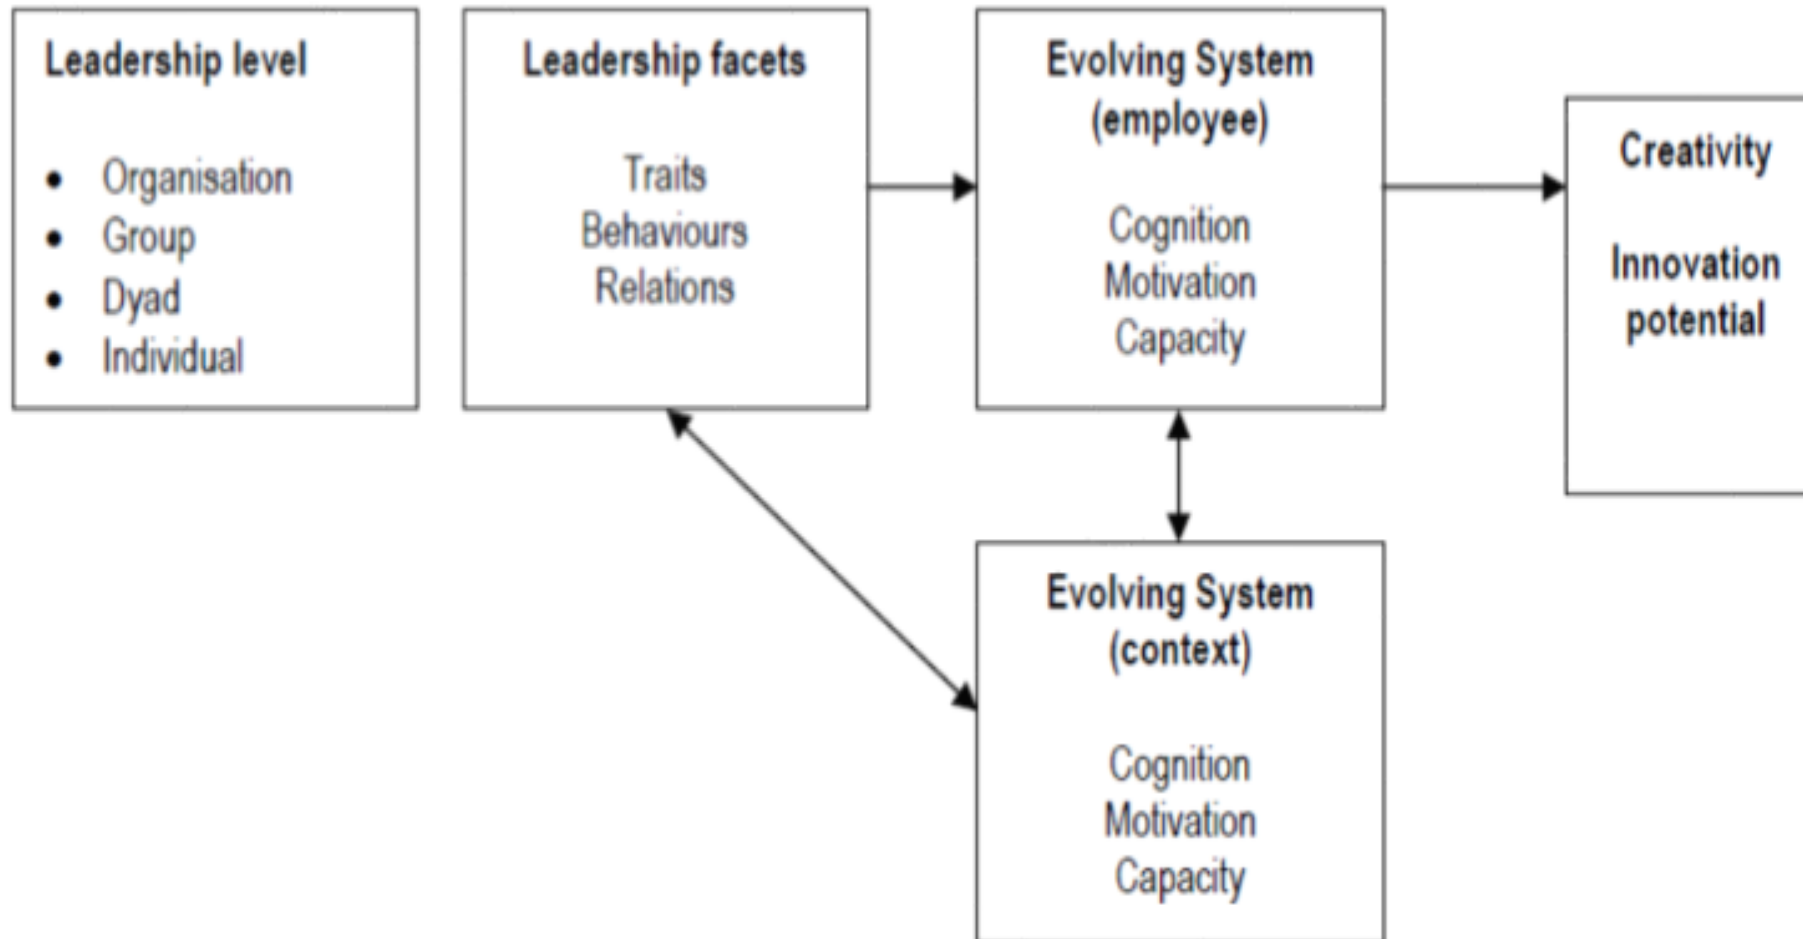 Leadership level
• Organisation
• Group
• Dyad
• Individual
Leadership facets
Traits
Behaviours
Relations
Evolving System
(employee)
Cognition
Motivation
Capacity
Creativity
Innovation
potential
Evolving System
(context)
Cognition
Motivation
Capacity